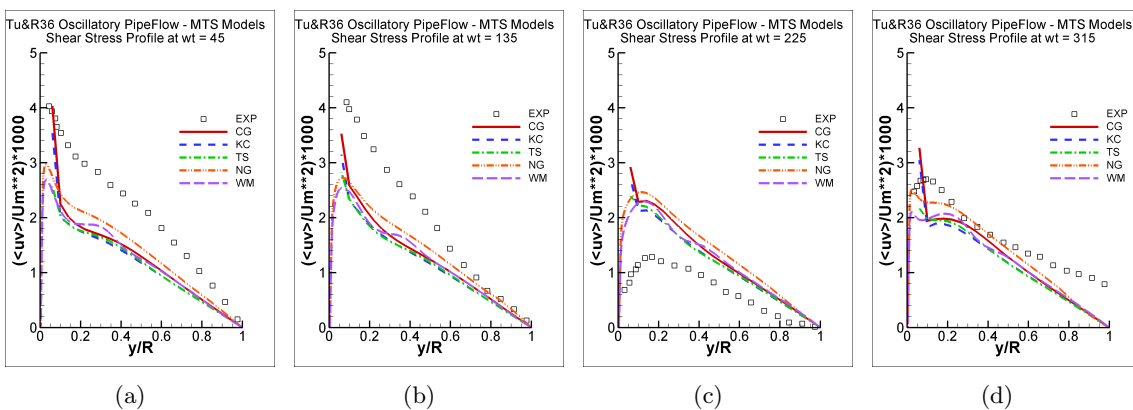 Tu&R36 Oscillatory PipeFlow - MTS Models
Shear Stress Profile at wt = 45
(<uv>/Um**2)*1000
5
4
3
2
1
0
EXP
CG
KC
TS
NG
WM
0 0.2 0.4 0.6 0.8 1
y/R
(a)
Tu&R36 Oscillatory PipeFlow - MTS Models
Shear Stress Profile at wt = 135
(<uv>/Um**2)*1000
5
4
3
2
1
0
EXP
CG
KC
TS
NG
WM
0 0.2 0.4 0.6 0.8 1
y/R
(b)
Tu&R36 Oscillatory PipeFlow - MTS Models
Shear Stress Profile at wt = 225
(<uv>/Um**2)*1000
5
4
3
2
1
0
EXP
CG
KC
TS
NG
WM
0 0.2 0.4 0.6 0.8 1
y/R
(c)
Tu&R36 Oscillatory PipeFlow - MTS Models
Shear Stress Profile at wt = 315
(<uv>/Um**2)*1000
5
4
3
2
1
0
EXP
CG
KC
TS
NG
WM
0 0.2 0.4 0.6 0.8 1
y/R
(d)